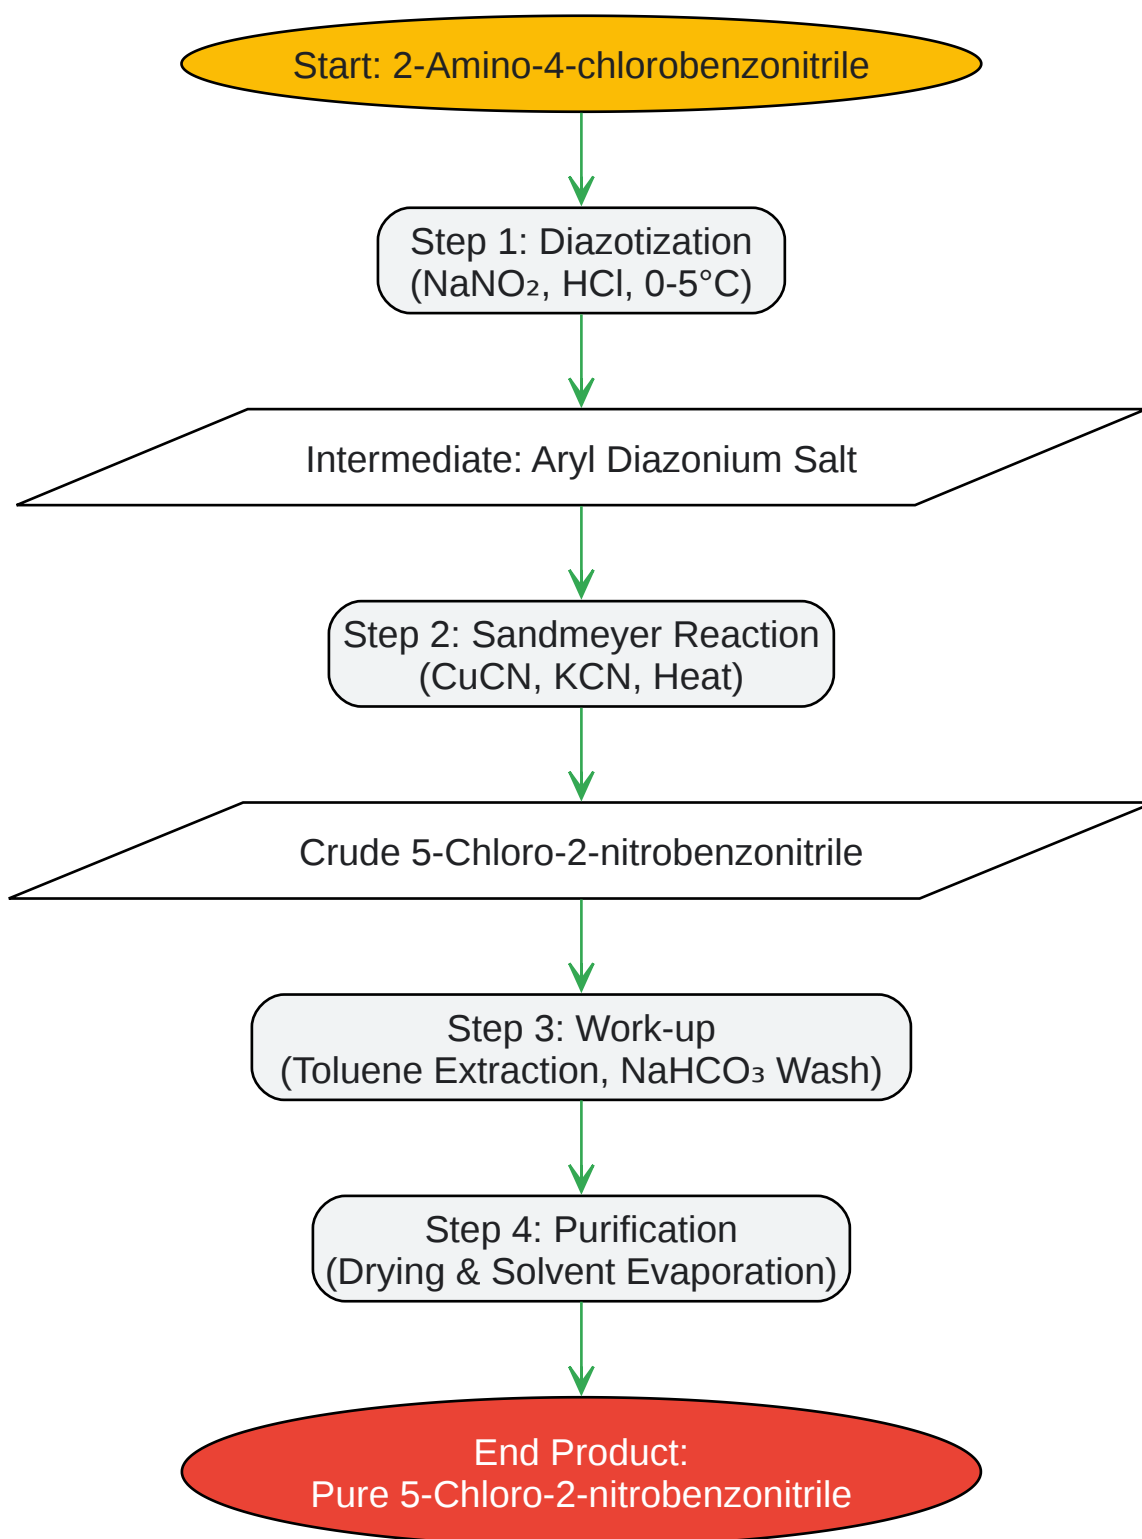 Start: 2-Amino-4-chlorobenzonitrile
Step 1: Diazotization
(NaNO₂, HCl, 0-5°C)
Intermediate: Aryl Diazonium Salt
Step 2: Sandmeyer Reaction
(CuCN, KCN, Heat)
Crude 5-Chloro-2-nitrobenzonitrile
Step 3: Work-up
(Toluene Extraction, NaHCO₃ Wash)
Step 4: Purification
(Drying & Solvent Evaporation)
End Product:
Pure 5-Chloro-2-nitrobenzonitrile